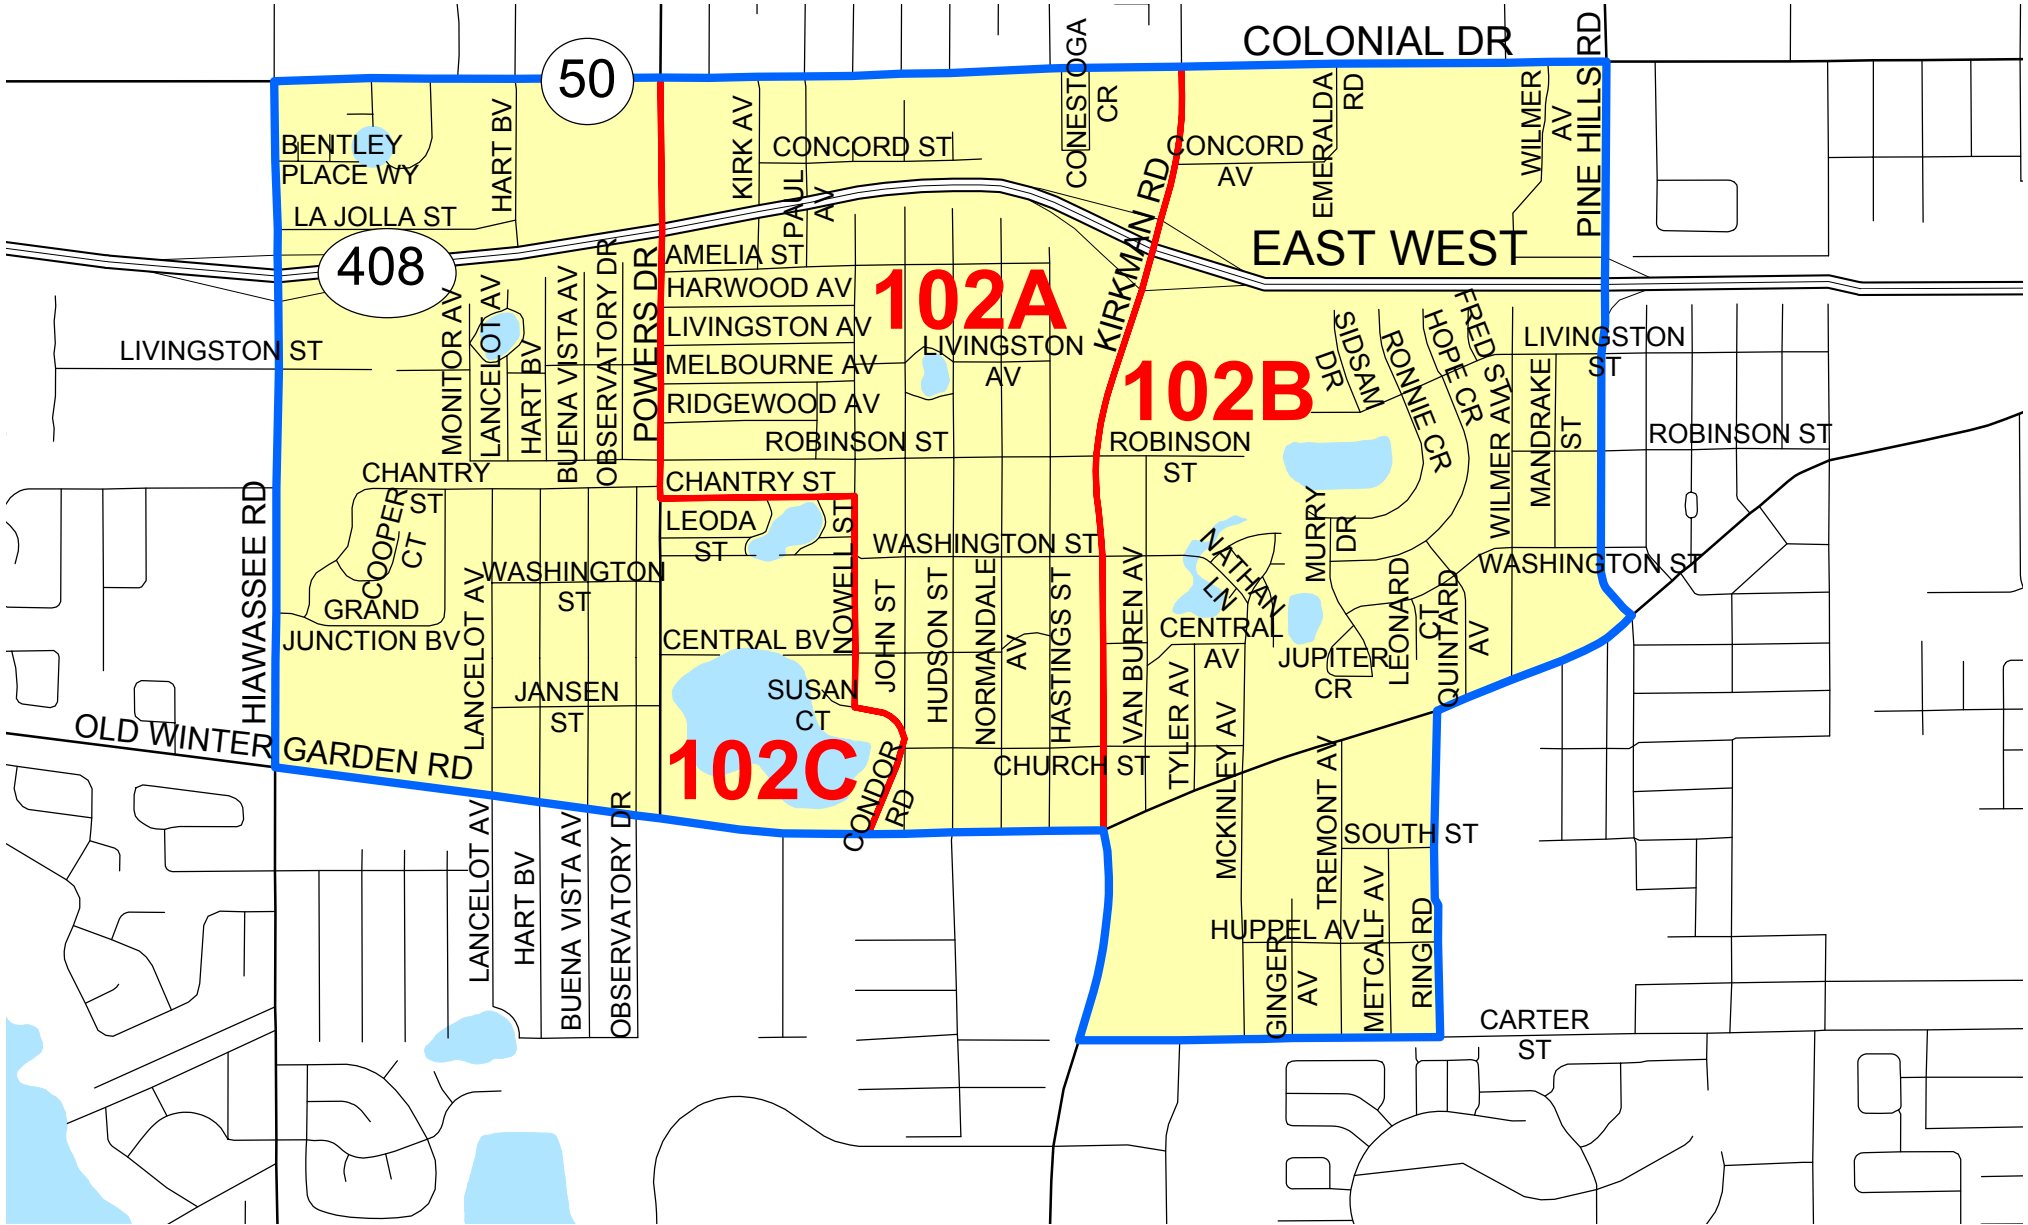 COLONIAL DR
50
CONESTOGA
CR
EMERALDA
RD
WILMER
AV
PINE HILLS RD
HART BV
KIRK AV
BENTLEY
PLACE WY
CONCORD ST
CONCORD
AV
PAUL
AV
LA JOLLA ST
KIRKMAN RD
EAST WEST
408
AMELIA ST
HARWOOD AV
LIVINGSTON AV
MELBOURNE AV
RIDGEWOOD AV
102A
LIVINGSTON ST
MONITOR AV
LANCELOT AV
HART BV
BUENA VISTA AV
OBSERVATORY DR
POWERS DR
LIVINGSTON
AV
102B
SIDSAM
DR
RONNIE CR
HOPE CR
FRED ST
WILMER AV
MANDRAKE
ST
LIVINGSTON
ST
ROBINSON ST
ROBINSON
ST
ROBINSON ST
CHANTRY
ST
CHANTRY ST
HIAWASSEE RD
COOPER
CT
LEODA
ST
NOWELL ST
WASHINGTON ST
MURRY
DR
NATHAN
LN
WASHINGTON ST
WASHINGTON
ST
GRAND
JUNCTION BV
LANCELOT AV
CENTRAL BV
JOHN ST
HUDSON ST
NORMANDALE
AV
HASTINGS ST
VAN BUREN AV
CENTRAL
AV
JUPITER
CR
LEONARD
CT
QUINTARD
AV
JANSEN
ST
SUSAN
CT
TYLER AV
MCKINLEY AV
OLD WINTER GARDEN RD
102C
CONDOR
RD
CHURCH ST
TREMONT AV
SOUTH ST
LANCELOT AV
HART BV
BUENA VISTA AV
OBSERVATORY DR
HUPPEL AV
GINGER
AV
METCALF AV
RING RD
CARTER
ST